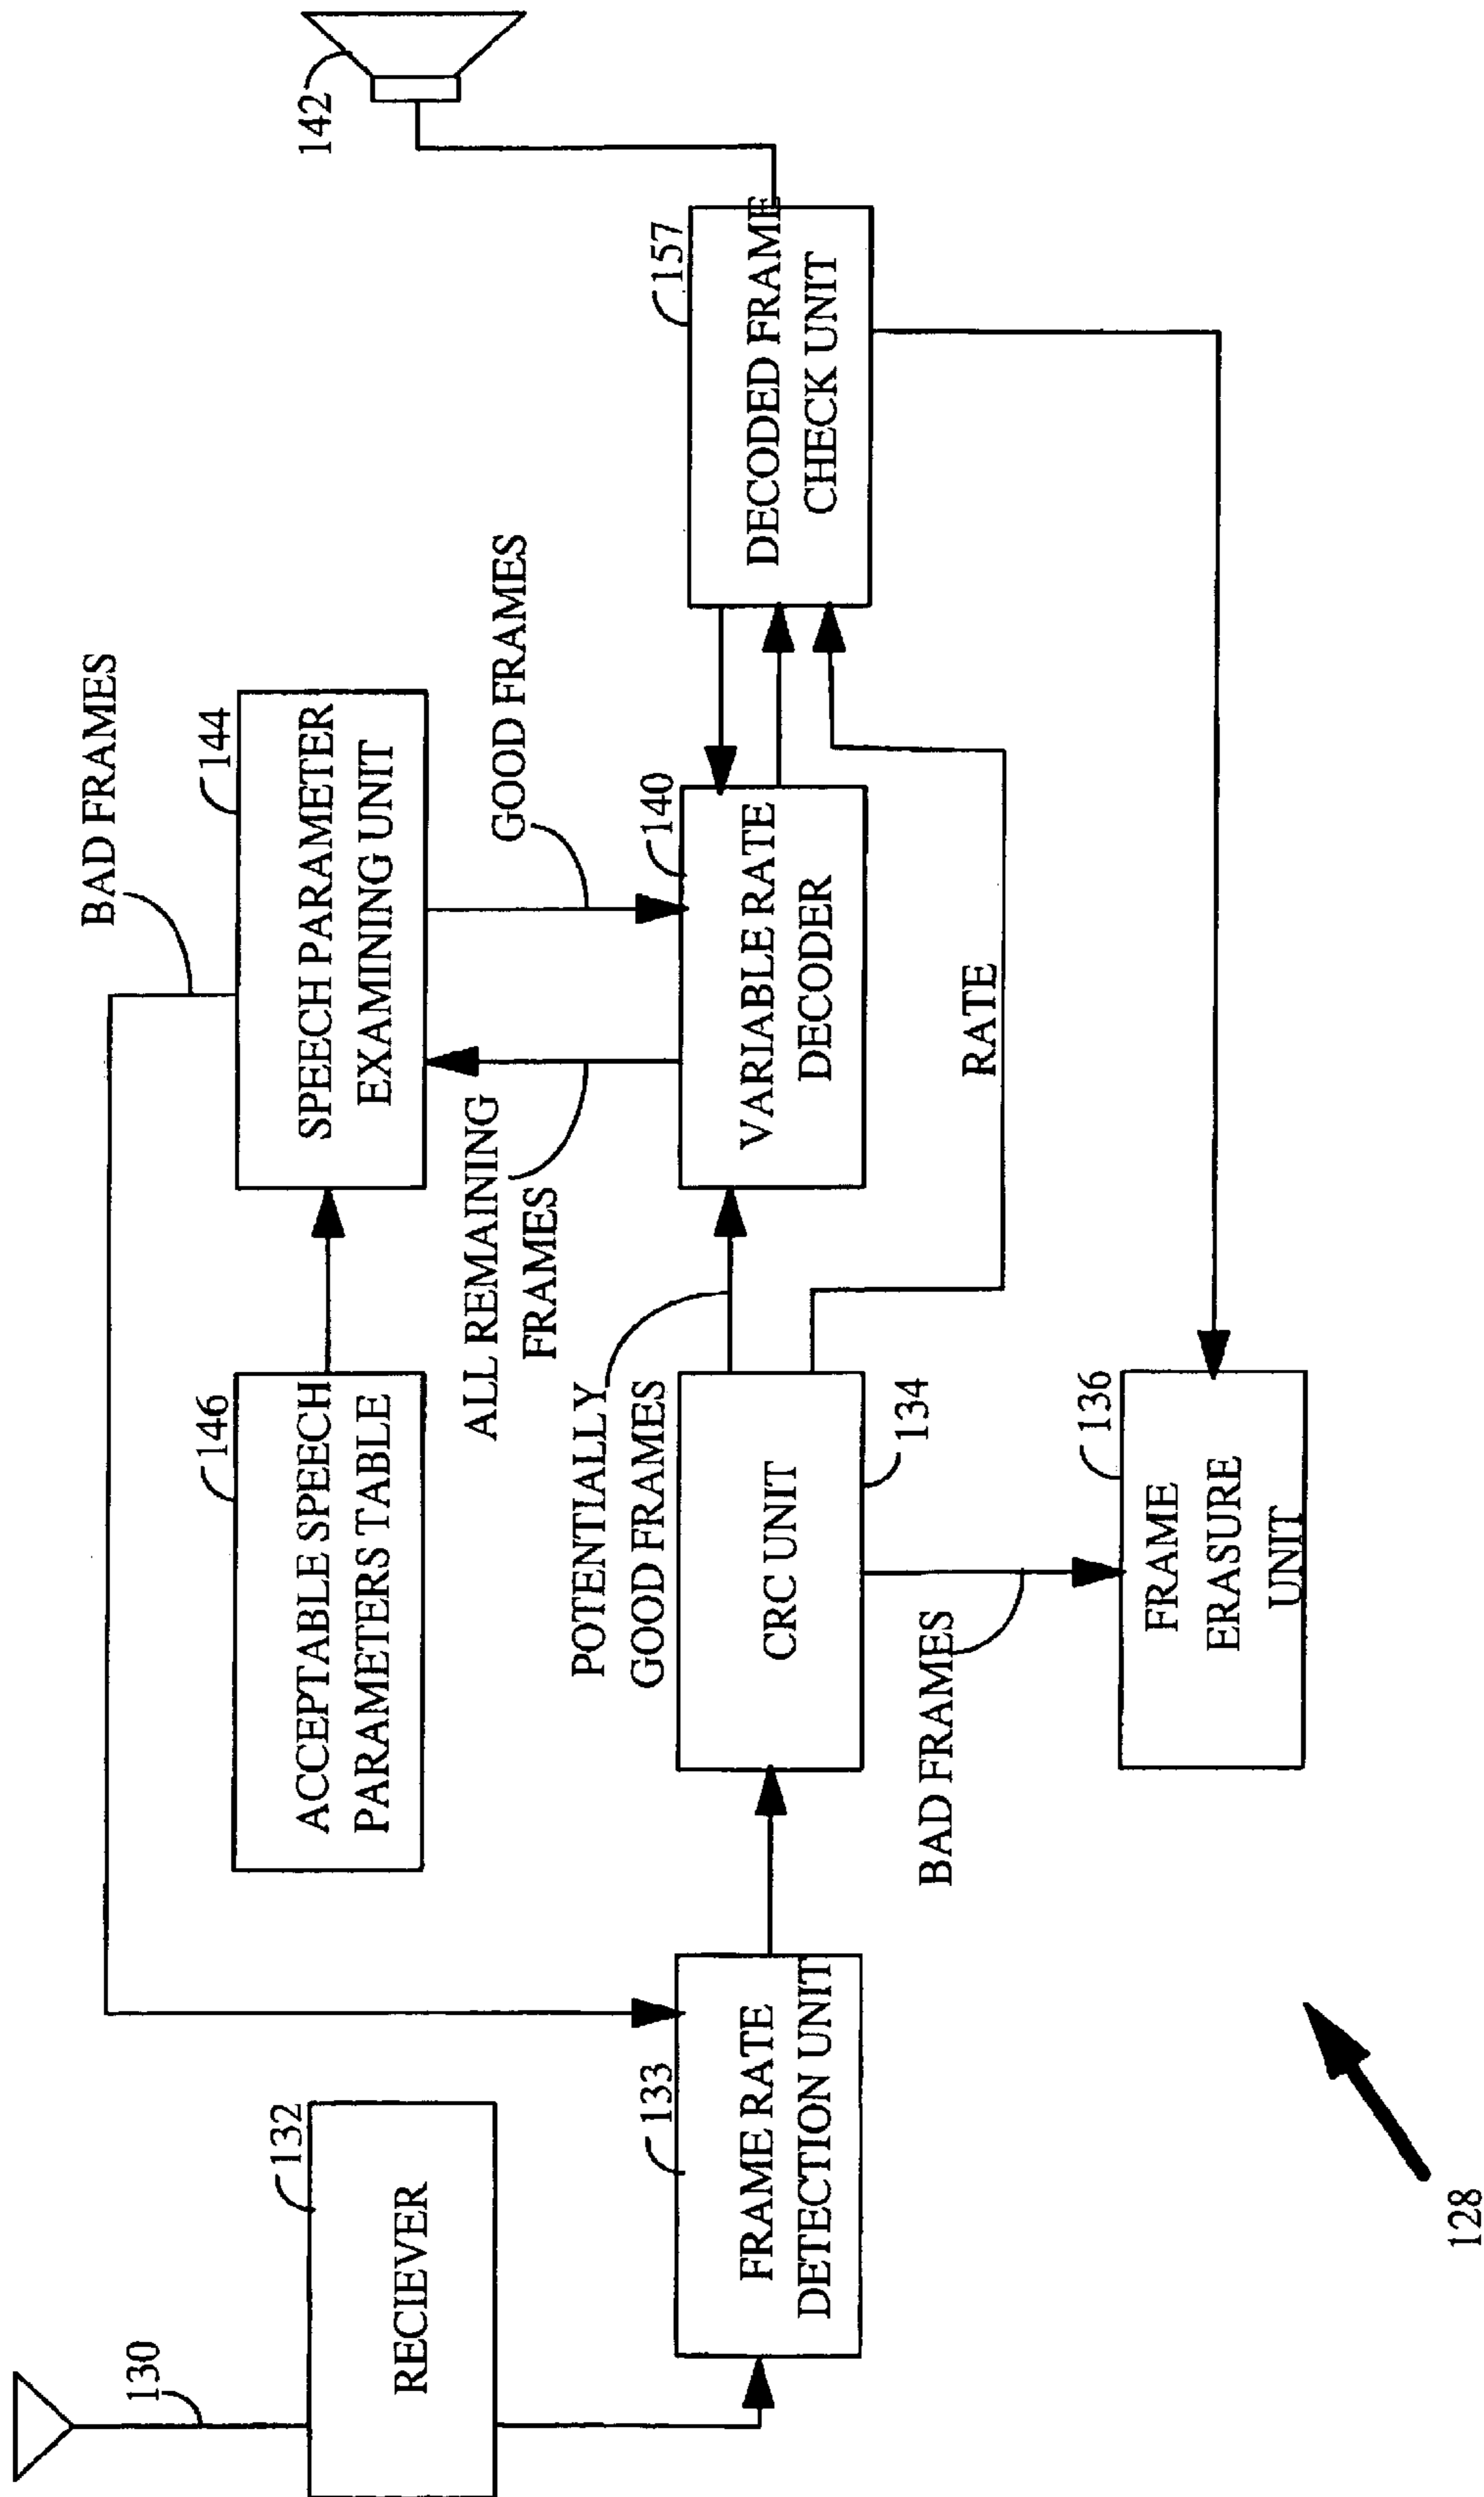 130
RECIEVER
132
FRAME RATE
DETECTION UNIT
133
BAD FRAMES
ACCEPTABLE SPEECH
PARAMETERS TABLE
146
SPEECH PARAMETER
EXAMINING UNIT
144
ALL REMAINING
FRAMES
GOOD FRAMES
POTENTIALLY
GOOD FRAMES
CRC UNIT
134
VARIABLE RATE
DECODER
140
DECODED FRAME
CHECK UNIT
157
142
RATE
BAD FRAMES
FRAME
ERASURE
UNIT
136
128